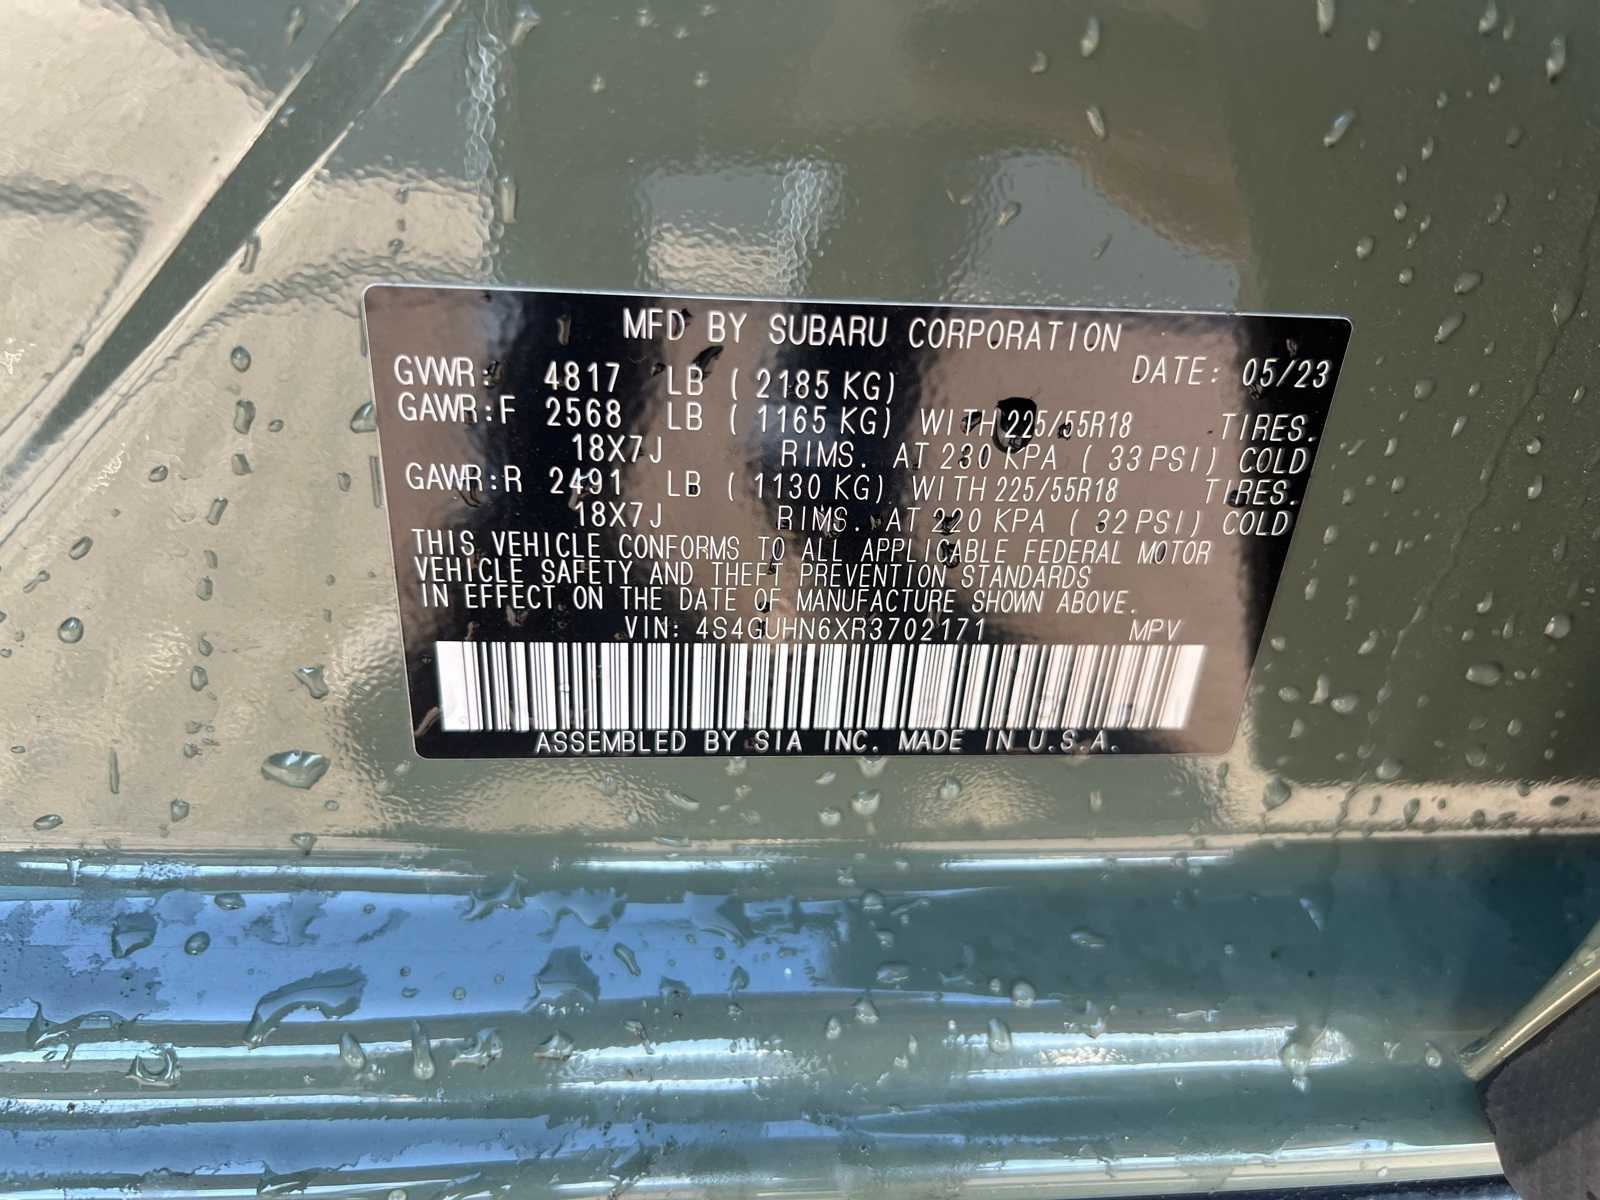 MFD BY SUBARU CORPORATION
DATE: 05/23
GVWR: 4817 LB ( 2185 KG)
GAWR:F 2568 LB ( 1165 KG) WITH 225/55R18 TIRES.
18X7J RIMS. AT 230 KPA ( 33 PSI) COLD
GAWR:R 2491 LB ( 1130 KG) WITH 225/55R18 TIRES.
18X7J RIMS. AT 220 KPA ( 32 PSI) COLD
THIS VEHICLE CONFORMS TO ALL APPLICABLE FEDERAL MOTOR
VEHICLE SAFETY AND THEFT PREVENTION STANDARDS
IN EFFECT ON THE DATE OF MANUFACTURE SHOWN ABOVE.
VIN: 4S4GUHN6XR3702171 MPV
ASSEMBLED BY SIA INC. MADE IN U.S.A.